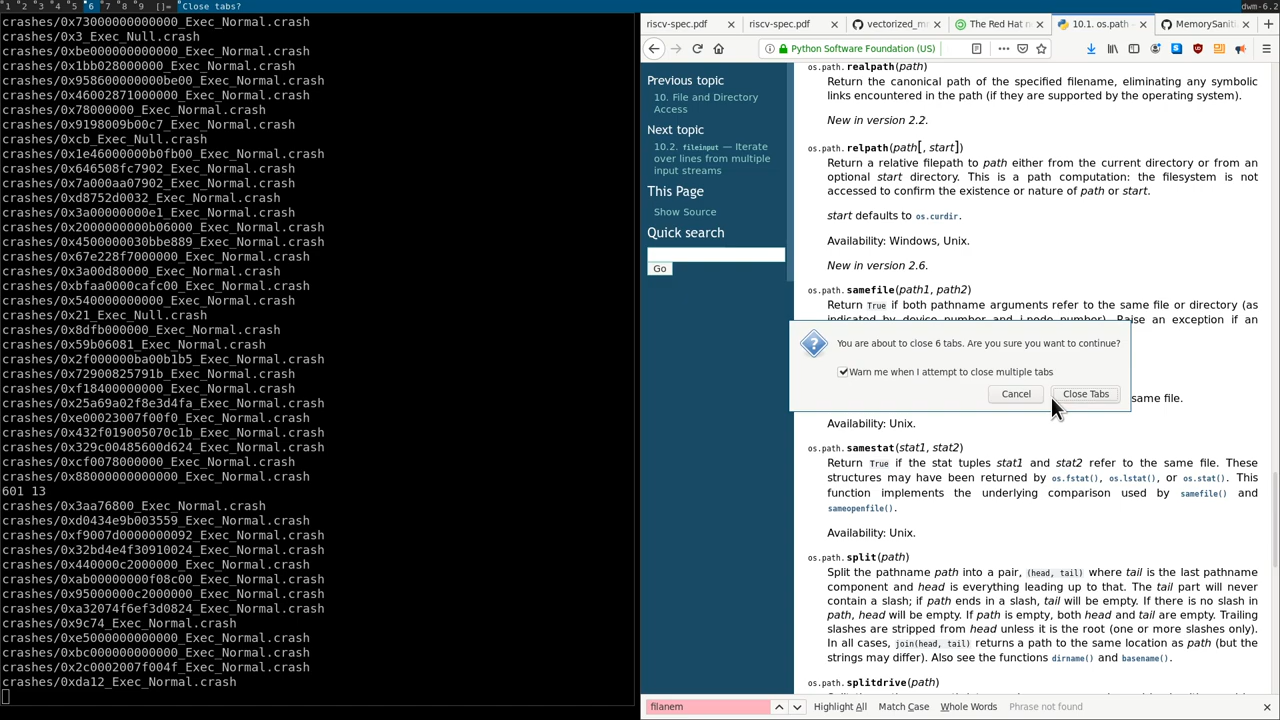 1 2 3 4 5 6 7 8 9 []= Close tabs? dwm-6.2
crashes/0x73000000000000_Exec_Normal.crash
crashes/0x3_Exec_Null.crash
crashes/0xbe000000000000_Exec_Normal.crash
crashes/0x1bb028000000_Exec_Normal.crash
crashes/0x938600000000be00_Exec_Normal.crash
crashes/0x46002871000000_Exec_Normal.crash
crashes/0x78000000_Exec_Normal.crash
crashes/0x9198009b00c7_Exec_Normal.crash
crashes/0xcb_Exec_Null.crash
crashes/0x1e46000000b0fb00_Exec_Normal.crash
crashes/0x646508fc7902_Exec_Normal.crash
crashes/0x7a000aa07902_Exec_Normal.crash
crashes/0xd8752d0032_Exec_Normal.crash
crashes/0x3a00000000e1_Exec_Normal.crash
crashes/0x2000000000b06000_Exec_Normal.crash
crashes/0x4500000030bbe889_Exec_Normal.crash
crashes/0x67e228f7000000_Exec_Normal.crash
crashes/0x3a00d80000_Exec_Normal.crash
crashes/0xbfaa0000cafc00_Exec_Normal.crash
crashes/0x540000000000_Exec_Normal.crash
crashes/0x21_Exec_Null.crash
crashes/0x8dfb000000_Exec_Normal.crash
crashes/0x59b06081_Exec_Normal.crash
crashes/0x2f000000ba00b1b5_Exec_Normal.crash
crashes/0x72900825791b_Exec_Normal.crash
crashes/0xf18400000000_Exec_Normal.crash
crashes/0x25a69a02f8e3d4fa_Exec_Normal.crash
crashes/0xe00023007f00f0_Exec_Normal.crash
crashes/0x432f019005070c1b_Exec_Normal.crash
crashes/0x329c00485000d624_Exec_Normal.crash
crashes/0xcf0078000000_Exec_Normal.crash
crashes/0x88000000000000_Exec_Normal.crash
601 13
crashes/0x3aa76800_Exec_Normal.crash
crashes/0xd0434e9b003559_Exec_Normal.crash
crashes/0xf9007d0000000092_Exec_Normal.crash
crashes/0x32bd4e4f30910024_Exec_Normal.crash
crashes/0x440000c2000000_Exec_Normal.crash
crashes/0xab00000000f08c00_Exec_Normal.crash
crashes/0x95000000c2000000_Exec_Normal.crash
crashes/0xa32074f6ef3d0824_Exec_Normal.crash
crashes/0x9c74_Exec_Normal.crash
crashes/0xe5000000000000_Exec_Normal.crash
crashes/0xbc000000000000_Exec_Normal.crash
crashes/0x2c0002007f004f_Exec_Normal.crash
crashes/0xda12_Exec_Normal.crash
riscv-spec.pdf
riscv-spec.pdf
vectorized_m
The Red Hat n
10.1. os.path
MemorySaniti
Python Software Foundation (US)
Previous topic
10. File and Directory
Access
Next topic
10.2. fileinput — Iterate
over lines from multiple
input streams
This Page
Show Source
Quick search
Go
os.path.realpath(path)
Return the canonical path of the specified filename, eliminating any symbolic
links encountered in the path (if they are supported by the operating system).
New in version 2.2.
os.path.relpath(path[, start])
Return a relative filepath to path either from the current directory or from an
optional start directory. This is a path computation: the filesystem is not
accessed to confirm the existence or nature of path or start.
start defaults to os.curdir.
Availability: Windows, Unix.
New in version 2.6.
os.path.samefile(path1, path2)
Return True if both pathname arguments refer to the same file or directory (as
indicated by device number and i-node number). Raise an exception if an
You are about to close 6 tabs. Are you sure you want to continue?
Warn me when I attempt to close multiple tabs
Cancel
Close Tabs
same file.
Availability: Unix.
os.path.samestat(stat1, stat2)
Return True if the stat tuples stat1 and stat2 refer to the same file. These
structures may have been returned by os.fstat(), os.lstat(), or os.stat(). This
function implements the underlying comparison used by samefile() and
sameopenfile().
Availability: Unix.
os.path.split(path)
Split the pathname path into a pair, (head, tail) where tail is the last pathname
component and head is everything leading up to that. The tail part will never
contain a slash; if path ends in a slash, tail will be empty. If there is no slash in
path, head will be empty. If path is empty, both head and tail are empty. Trailing
slashes are stripped from head unless it is the root (one or more slashes only).
In all cases, join(head, tail) returns a path to the same location as path (but the
strings may differ). Also see the functions dirname() and basename().
os.path.splitdrive(path)
filanem
Highlight All Match Case Whole Words Phrase not found